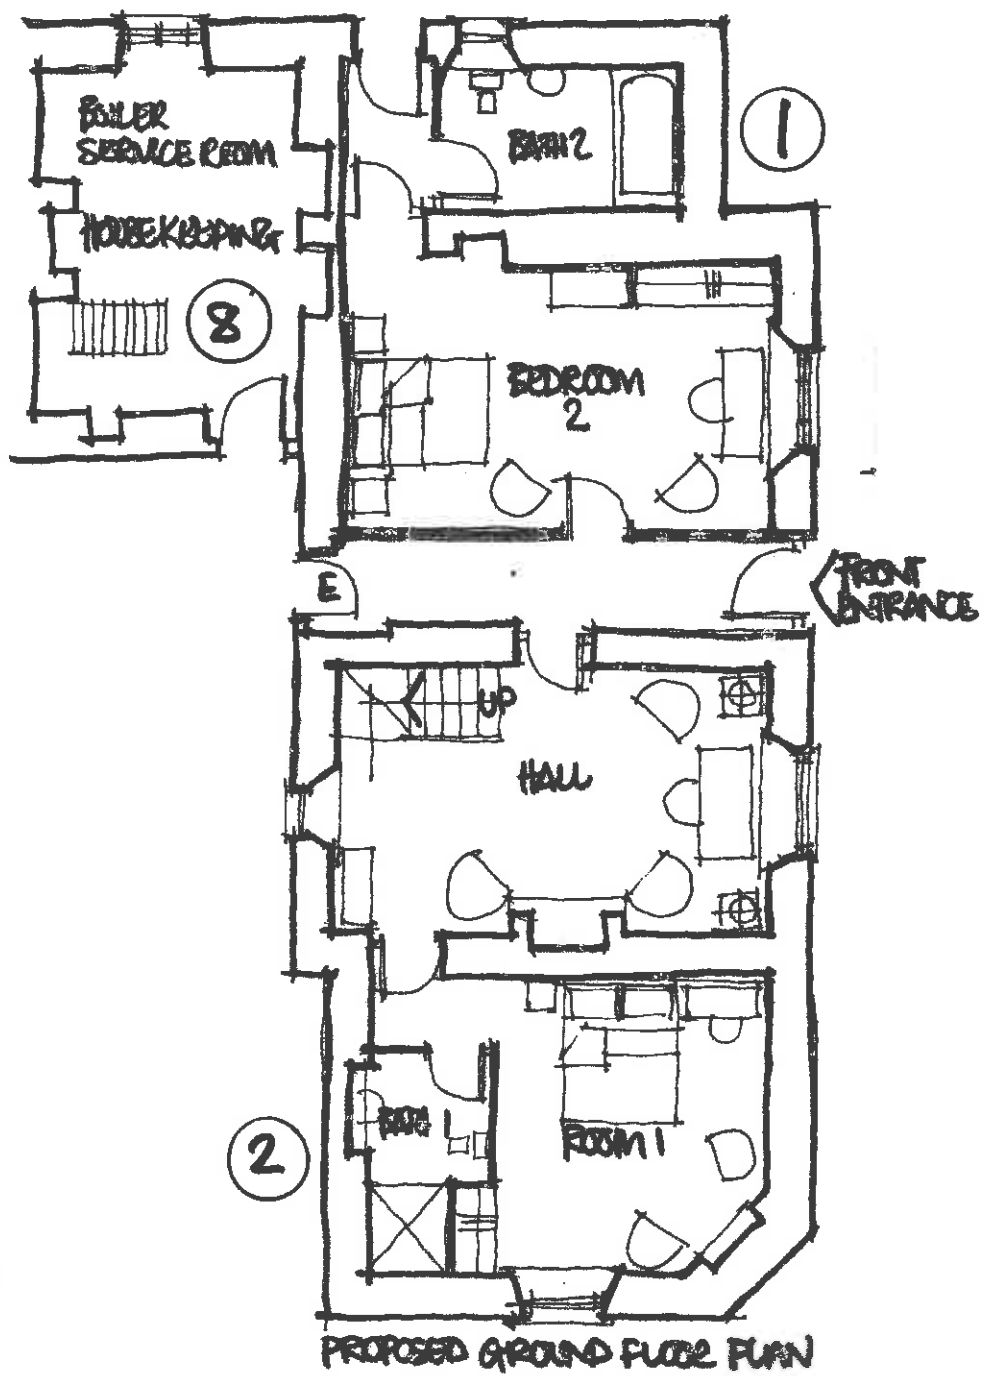 BOILER
SERVICE ROOM
HOUSEKEEPING
8
BATH 2
1
BEDROOM
2
E
FRONT
ENTRANCE
UP
HALL
BATH 1
ROOM 1
2
PROPOSED GROUND FLOOR PLAN